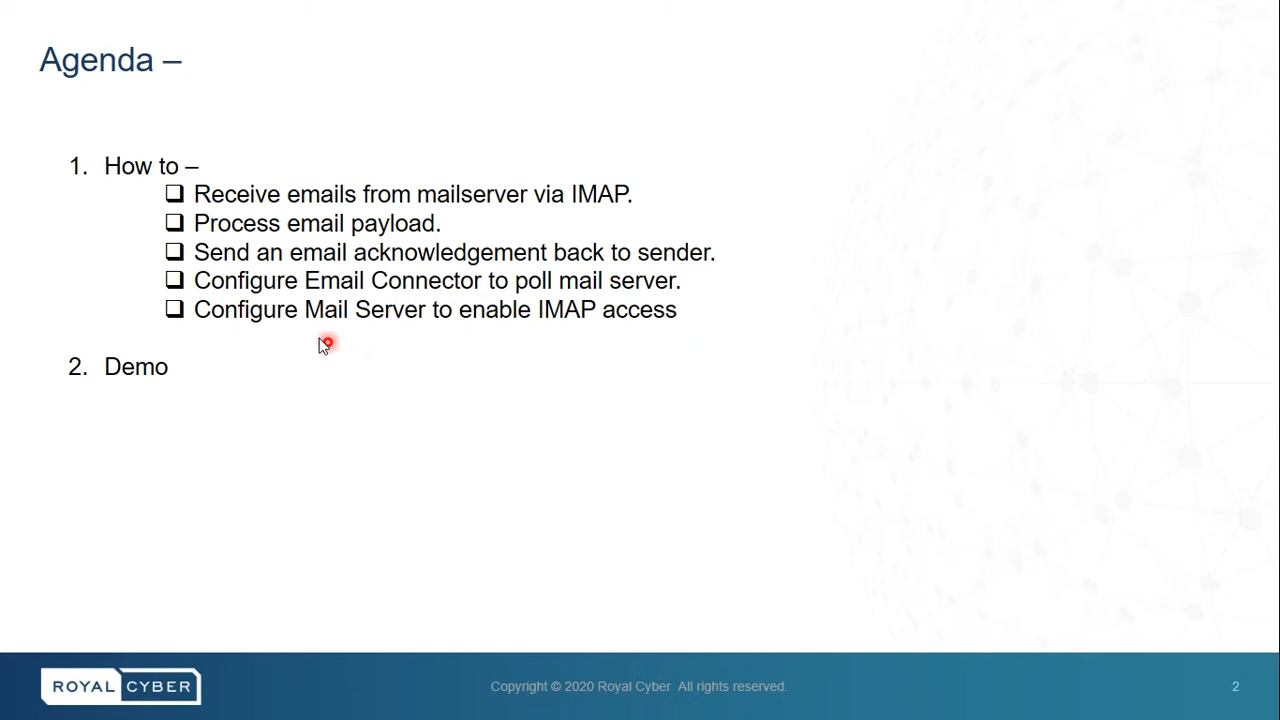 Agenda –
1. How to –
❑ Receive emails from mailserver via IMAP.
❑ Process email payload.
❑ Send an email acknowledgement back to sender.
❑ Configure Email Connector to poll mail server.
❑ Configure Mail Server to enable IMAP access
2. Demo
ROYAL CYBER
Copyright © 2020 Royal Cyber All rights reserved.
2